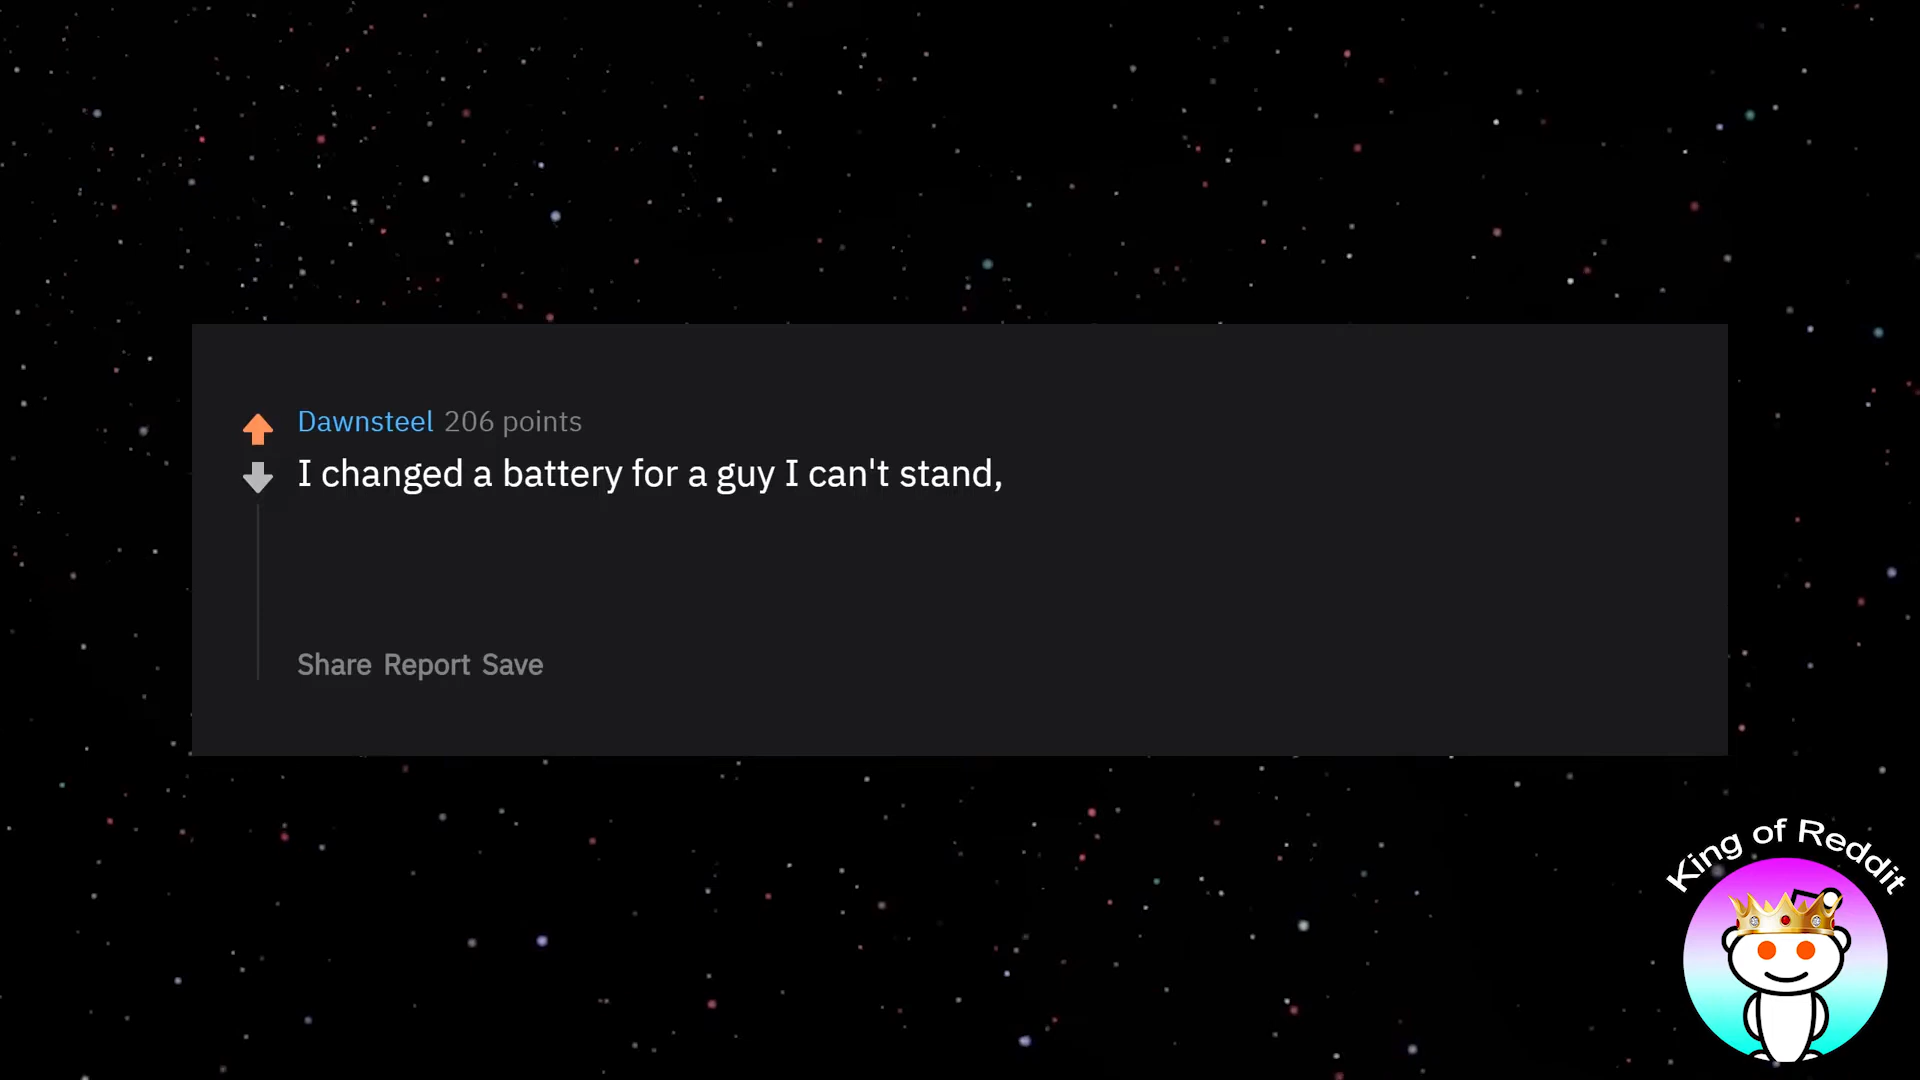 Dawnsteel 206 points
I changed a battery for a guy I can't stand,
Share Report Save
King of Reddit